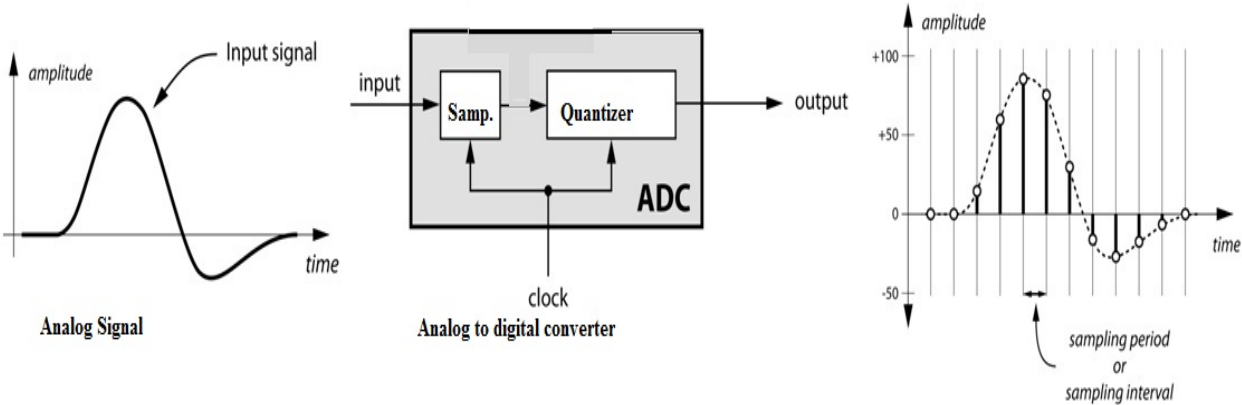 amplitude
Input signal
time
Analog Signal
input
Samp.
Quantizer
output
ADC
clock
Analog to digital converter
amplitude
+100
+50
0
-50
time
sampling period
or
sampling interval